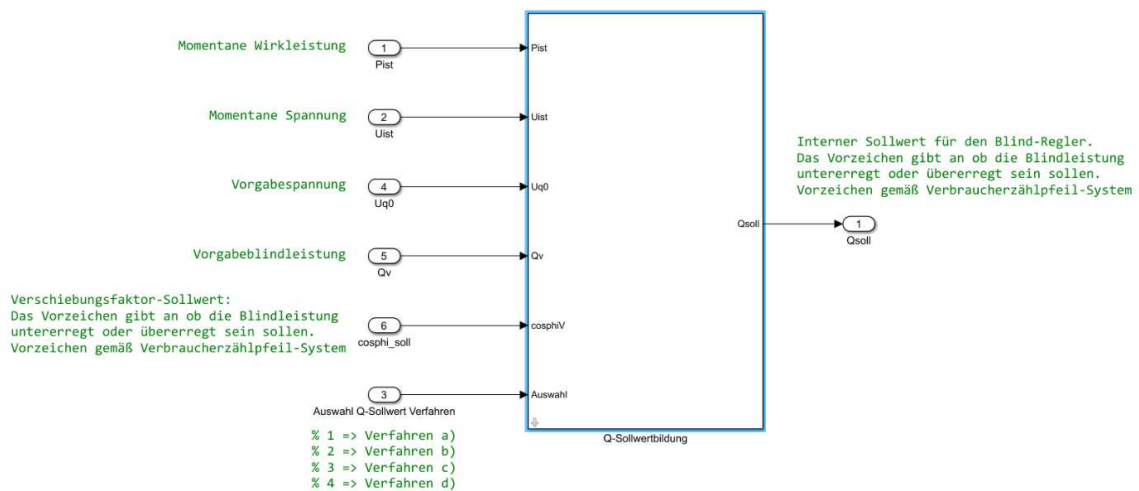 Momentane Wirkleistung
1
Pist
Pist
Momentane Spannung
2
Uist
Uist
Vorgabespannung
4
Uq0
Uq0
Vorgabeblindleistung
5
Qv
Qv
Verschiebungsfaktor-Sollwert:
Das Vorzeichen gibt an ob die Blindleistung
untererregt oder übererregt sein sollen.
Vorzeichen gemäß Verbraucherzählpfeil-System
6
cosphi_soll
cosphiV
3
Auswahl Q-Sollwert Verfahren
Auswahl
% 1 => Verfahren a)
% 2 => Verfahren b)
% 3 => Verfahren c)
% 4 => Verfahren d)
Q-Sollwertbildung
Qsoll
Interner Sollwert für den Blind-Regler.
Das Vorzeichen gibt an ob die Blindleistung
untererregt oder übererregt sein sollen.
Vorzeichen gemäß Verbraucherzählpfeil-System
1
Qsoll